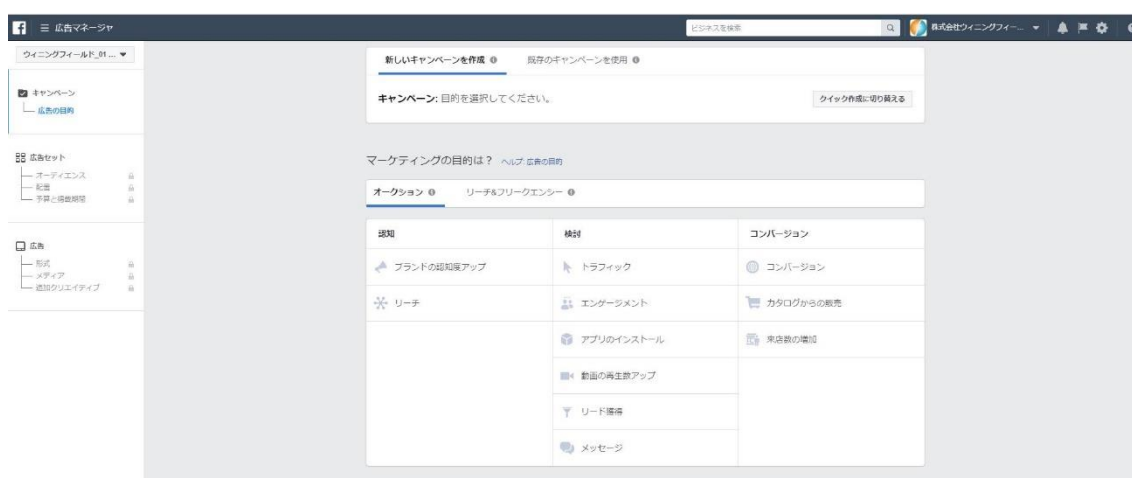 広告マネージャ
ビジネスを検索
株式会社ウィニングフィー...
ウィニングフィールド_01 ...
キャンペーン
広告の目的
広告セット
オーディエンス
配置
予算と掲載期間
広告
形式
メディア
追加クリエイティブ
新しいキャンペーンを作成 既存のキャンペーンを使用
キャンペーン: 目的を選択してください。
クイック作成に切り替える
マーケティングの目的は? ヘルプ: 広告の目的
オークション リーチ&フリークエンシー
認知 検討 コンバージョン
ブランドの認知度アップ トラフィック コンバージョン
リーチ エンゲージメント カタログからの販売
アプリのインストール 来店数の増加
動画の再生数アップ
リード獲得
メッセージ